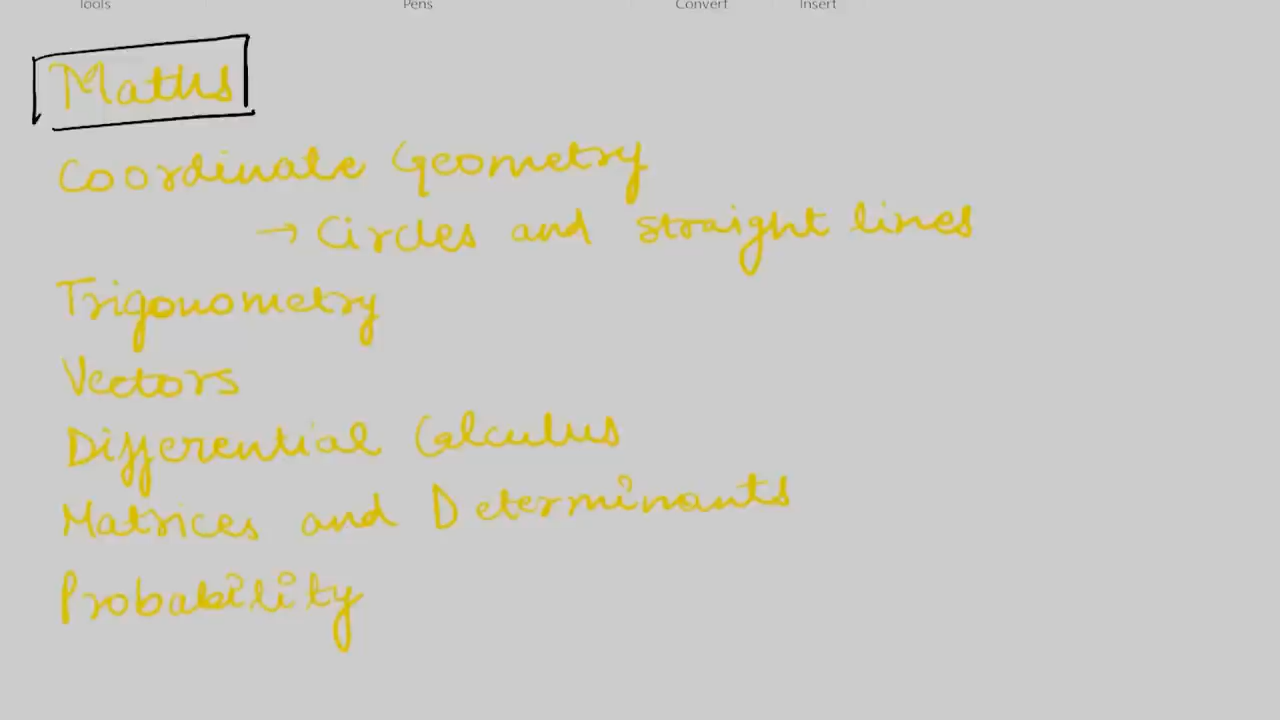 Tools Pens Convert Insert
Maths
Coordinate Geometry
→ Circles and straight lines
Trigonometry
Vectors
Differential Calculus
Matrices and Determinants
Probability